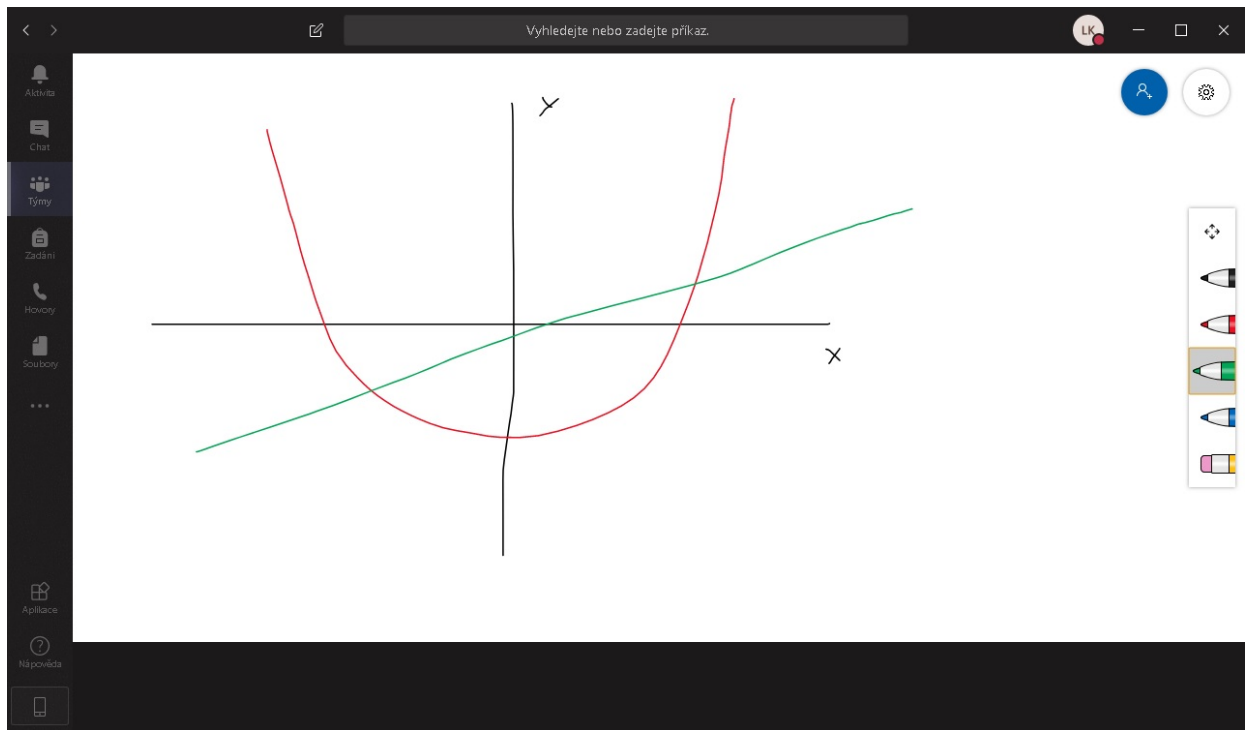 Vyhledejte nebo zadejte příkaz.
LK
Aktivita
Chat
Týmy
Zadání
Hovory
Soubory
Aplikace
Nápověda
y
x